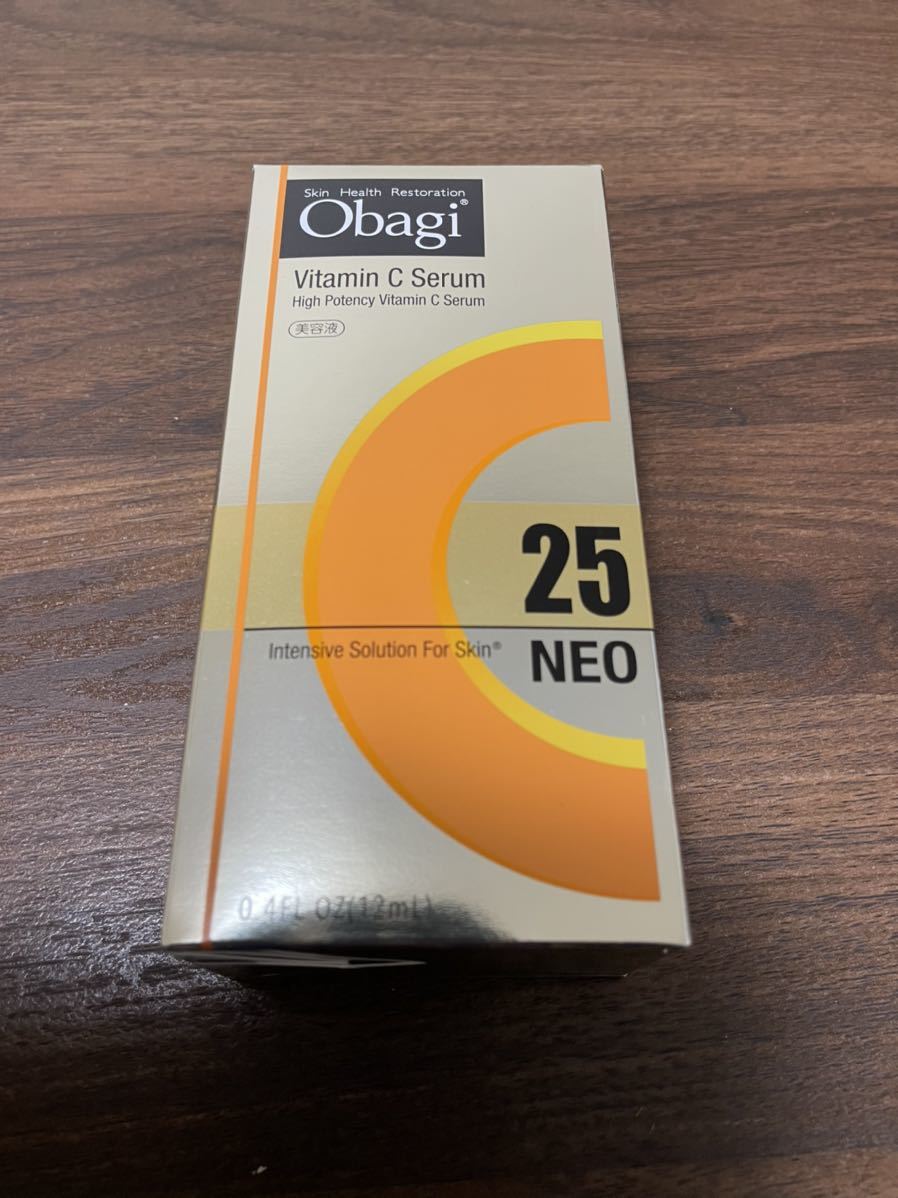 Skin Health Restoration
Obagi®
Vitamin C Serum
High Potency Vitamin C Serum
美容液
25
Intensive Solution For Skin®
NEO
0.4FL OZ(12mL)